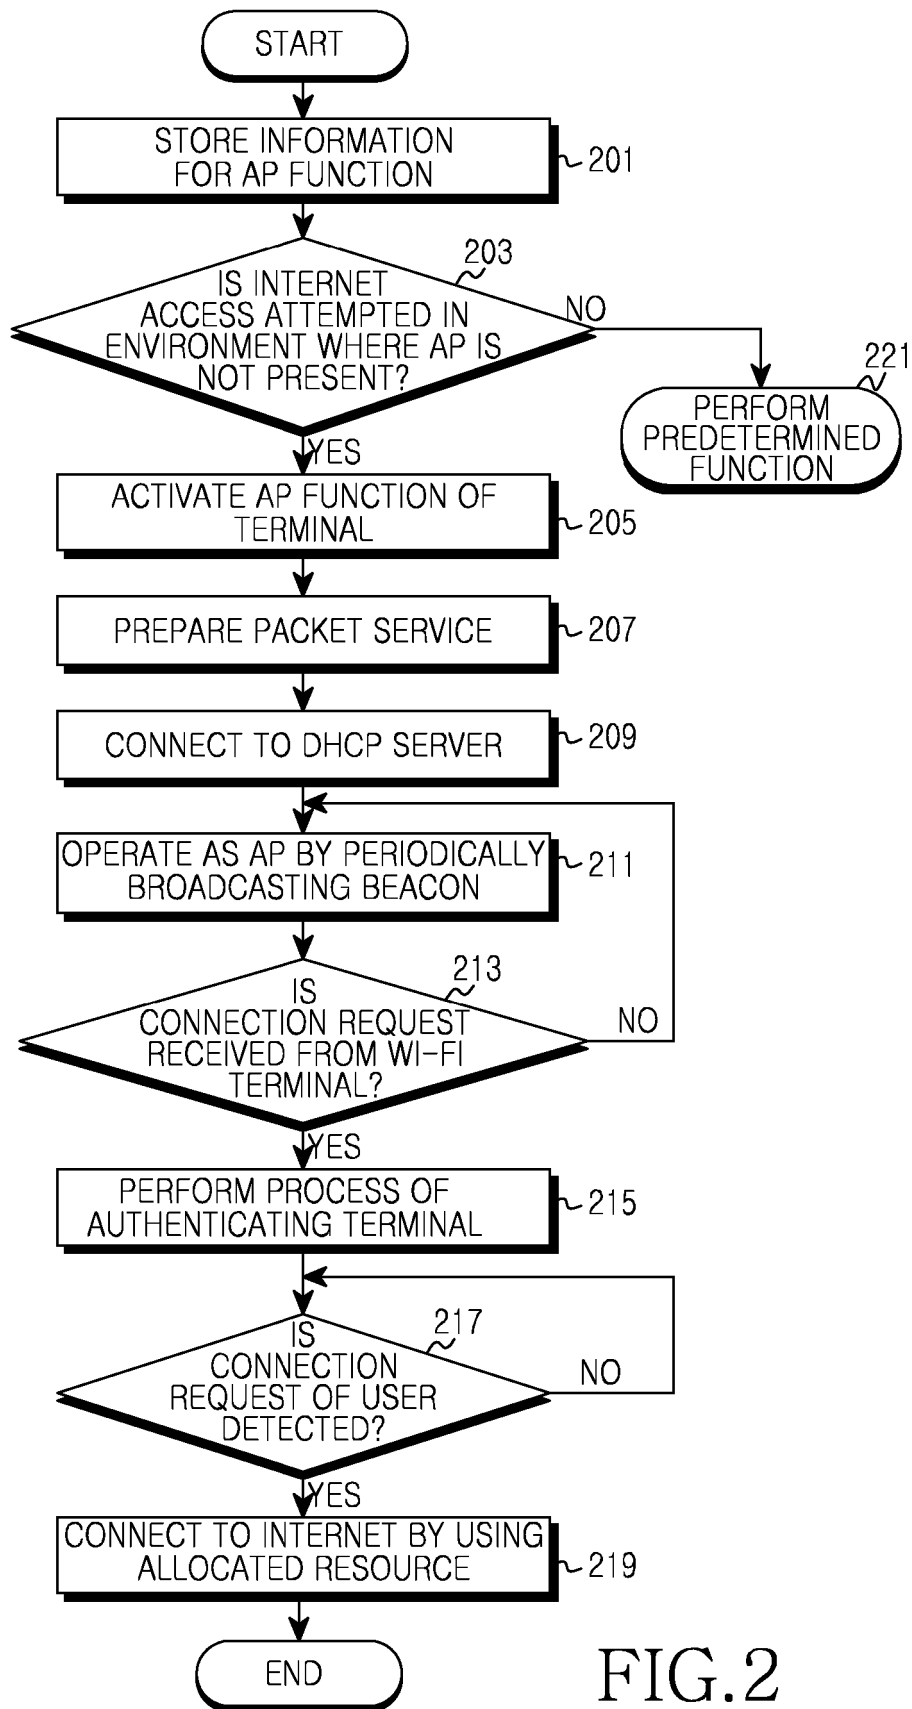 START
STORE INFORMATION
FOR AP FUNCTION
201
203
IS INTERNET
ACCESS ATTEMPTED IN
ENVIRONMENT WHERE AP IS
NOT PRESENT?
NO
221
PERFORM
PREDETERMINED
FUNCTION
YES
ACTIVATE AP FUNCTION OF
TERMINAL
205
PREPARE PACKET SERVICE
207
CONNECT TO DHCP SERVER
209
OPERATE AS AP BY PERIODICALLY
BROADCASTING BEACON
211
213
IS
CONNECTION REQUEST
RECEIVED FROM WI-FI
TERMINAL?
NO
YES
PERFORM PROCESS OF
AUTHENTICATING TERMINAL
215
217
IS
CONNECTION
REQUEST OF USER
DETECTED?
NO
YES
CONNECT TO INTERNET BY USING
ALLOCATED RESOURCE
219
END
FIG.2